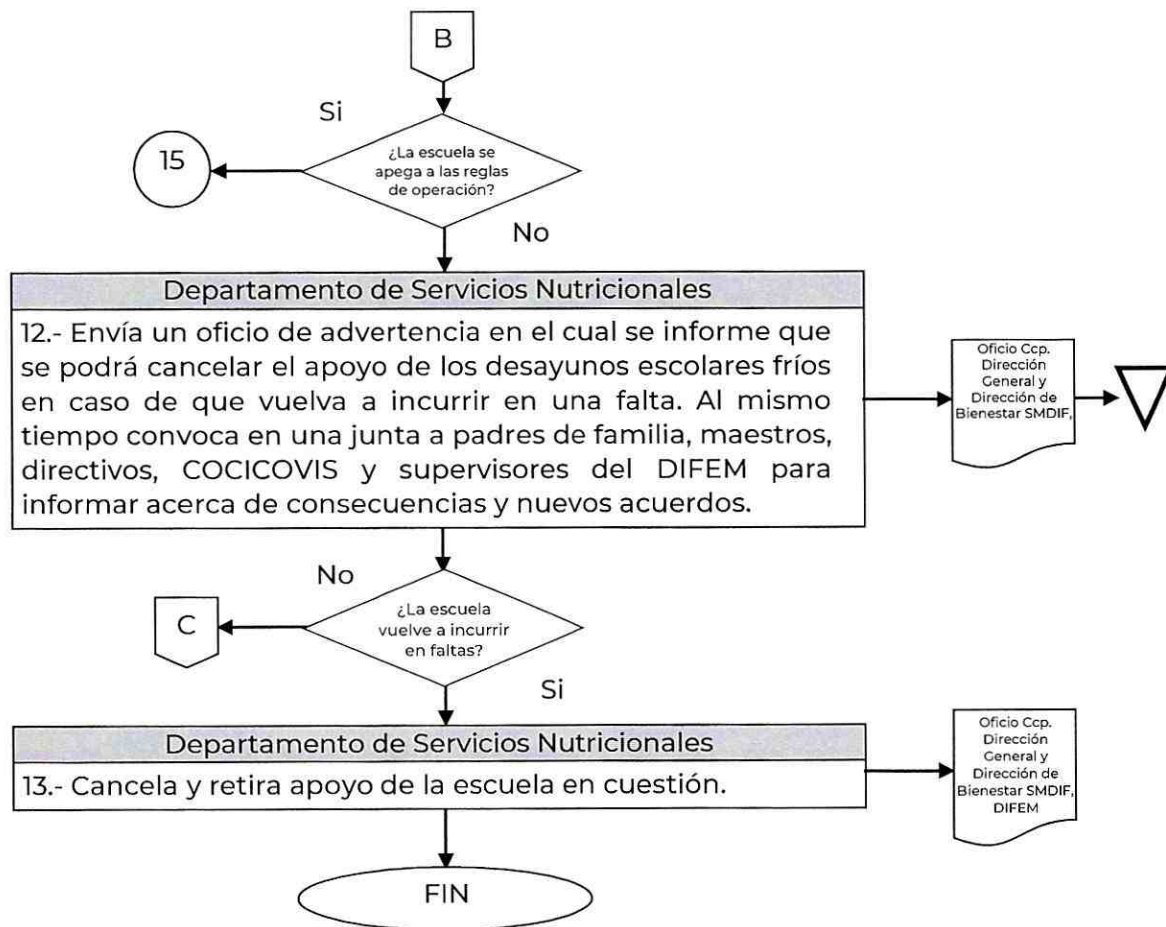 B
Si
15
¿La escuela se
apega a las reglas
de operación?
No
Departamento de Servicios Nutricionales
12.- Envía un oficio de advertencia en el cual se informe que
se podrá cancelar el apoyo de los desayunos escolares fríos
en caso de que vuelva a incurrir en una falta. Al mismo
tiempo convoca en una junta a padres de familia, maestros,
directivos, COCICOVIS y supervisores del DIFEM para
informar acerca de consecuencias y nuevos acuerdos.
Oficio Ccp.
Dirección
General y
Dirección de
Bienestar SMDIF,
No
C
¿La escuela
vuelve a incurrir
en faltas?
Si
Departamento de Servicios Nutricionales
13.- Cancela y retira apoyo de la escuela en cuestión.
Oficio Ccp.
Dirección
General y
Dirección de
Bienestar SMDIF,
DIFEM
FIN